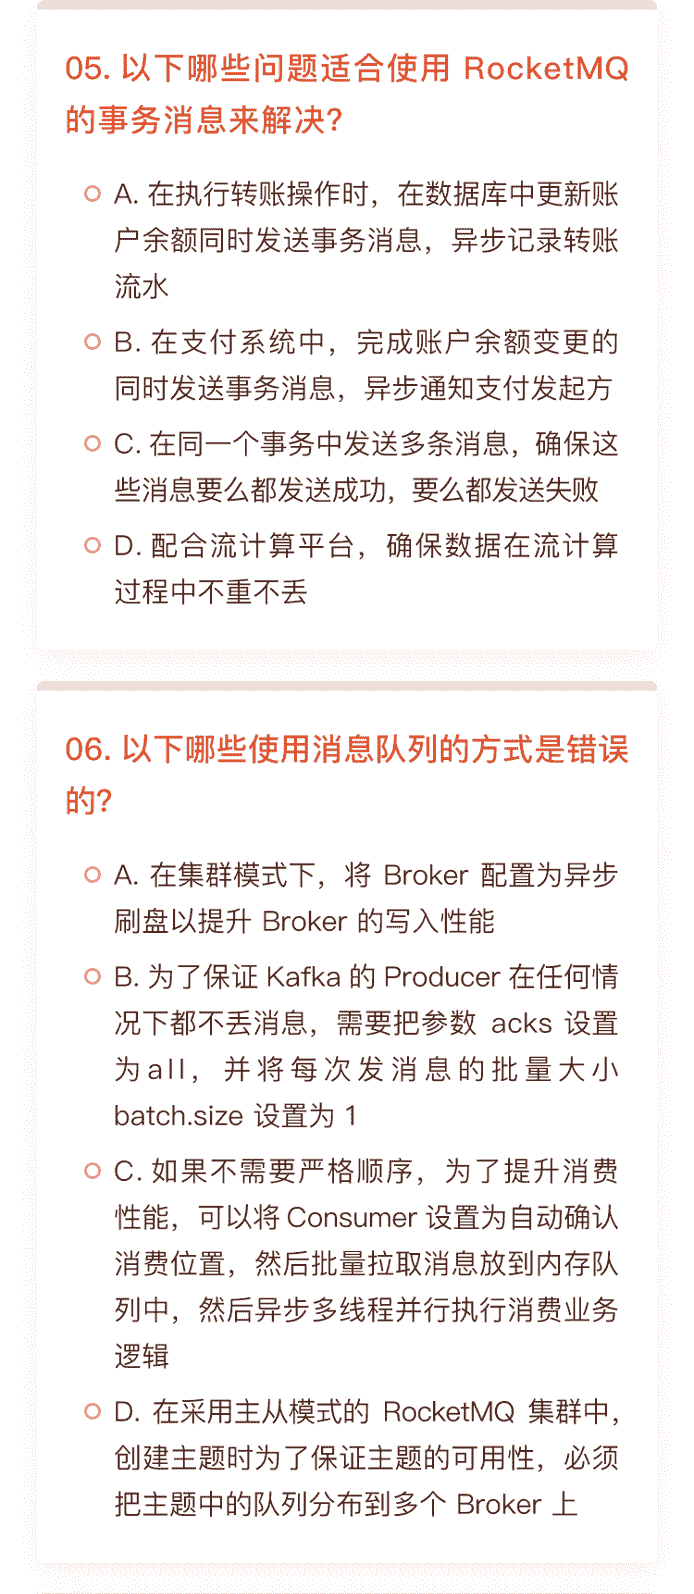 05. 以下哪些问题适合使用 RocketMQ
的事务消息来解决?
A. 在执行转账操作时，在数据库中更新账
户余额同时发送事务消息，异步记录转账
流水
B. 在支付系统中，完成账户余额变更的
同时发送事务消息，异步通知支付发起方
C. 在同一个事务中发送多条消息，确保这
些消息要么都发送成功，要么都发送失败
D. 配合流计算平台，确保数据在流计算
过程中不重不丢
06. 以下哪些使用消息队列的方式是错误
的?
A. 在集群模式下，将 Broker 配置为异步
刷盘以提升 Broker 的写入性能
B. 为了保证 Kafka 的 Producer 在任何情
况下都不丢消息，需要把参数 acks 设置
为all，并将每次发消息的批量大小
batch.size 设置为 1
C. 如果不需要严格顺序，为了提升消费
性能，可以将 Consumer 设置为自动确认
消费位置，然后批量拉取消息放到内存队
列中，然后异步多线程并行执行消费业务
逻辑
D. 在采用主从模式的 RocketMQ 集群中，
创建主题时为了保证主题的可用性，必须
把主题中的队列分布到多个 Broker 上